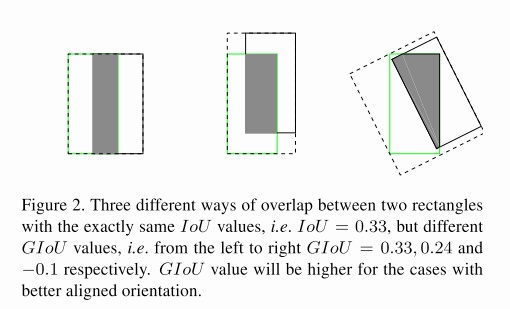 Figure 2. Three different ways of overlap between two rectangles
with the exactly same IoU values, i.e. IoU = 0.33, but different
GIoU values, i.e. from the left to right GIoU = 0.33, 0.24 and
−0.1 respectively. GIoU value will be higher for the cases with
better aligned orientation.